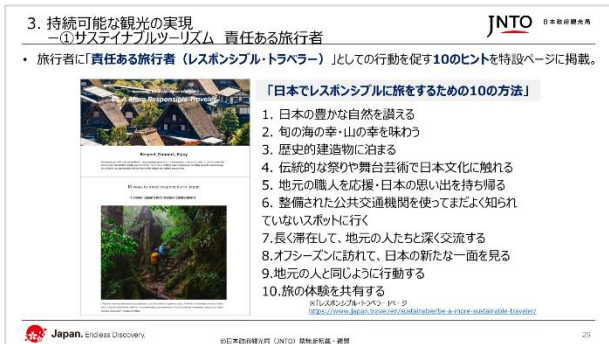 3. 持続可能な観光の実現
－①サステイナブルツーリズム 責任ある旅行者
JNTO 日本政府観光局
• 旅行者に「責任ある旅行者（レスポンシブル・トラベラー）」としての行動を促す10のヒントを特設ページに掲載。
Be A More Responsible Traveler
Respect, Connect, Enjoy
「日本でレスポンシブルに旅をするための10の方法」
1. 日本の豊かな自然を讃える
2. 旬の海の幸・山の幸を味わう
3. 歴史的建造物に泊まる
4. 伝統的な祭りや舞台芸術で日本文化に触れる
5. 地元の職人を応援・日本の思い出を持ち帰る
6. 整備された公共交通機関を使ってまだよく知られ
ていないスポットに行く
7.長く滞在して、地元の人たちと深く交流する
8.オフシーズンに訪れて、日本の新たな一面を見る
9.地元の人と同じように行動する
10.旅の体験を共有する
※「レスポンシブル・トラベラー」ページ
https://www.japan.travel/en/sustainable/be-a-more-sustainable-traveler/
Japan. Endless Discovery.
©日本政府観光局（JNTO）禁無断転載・複製
29